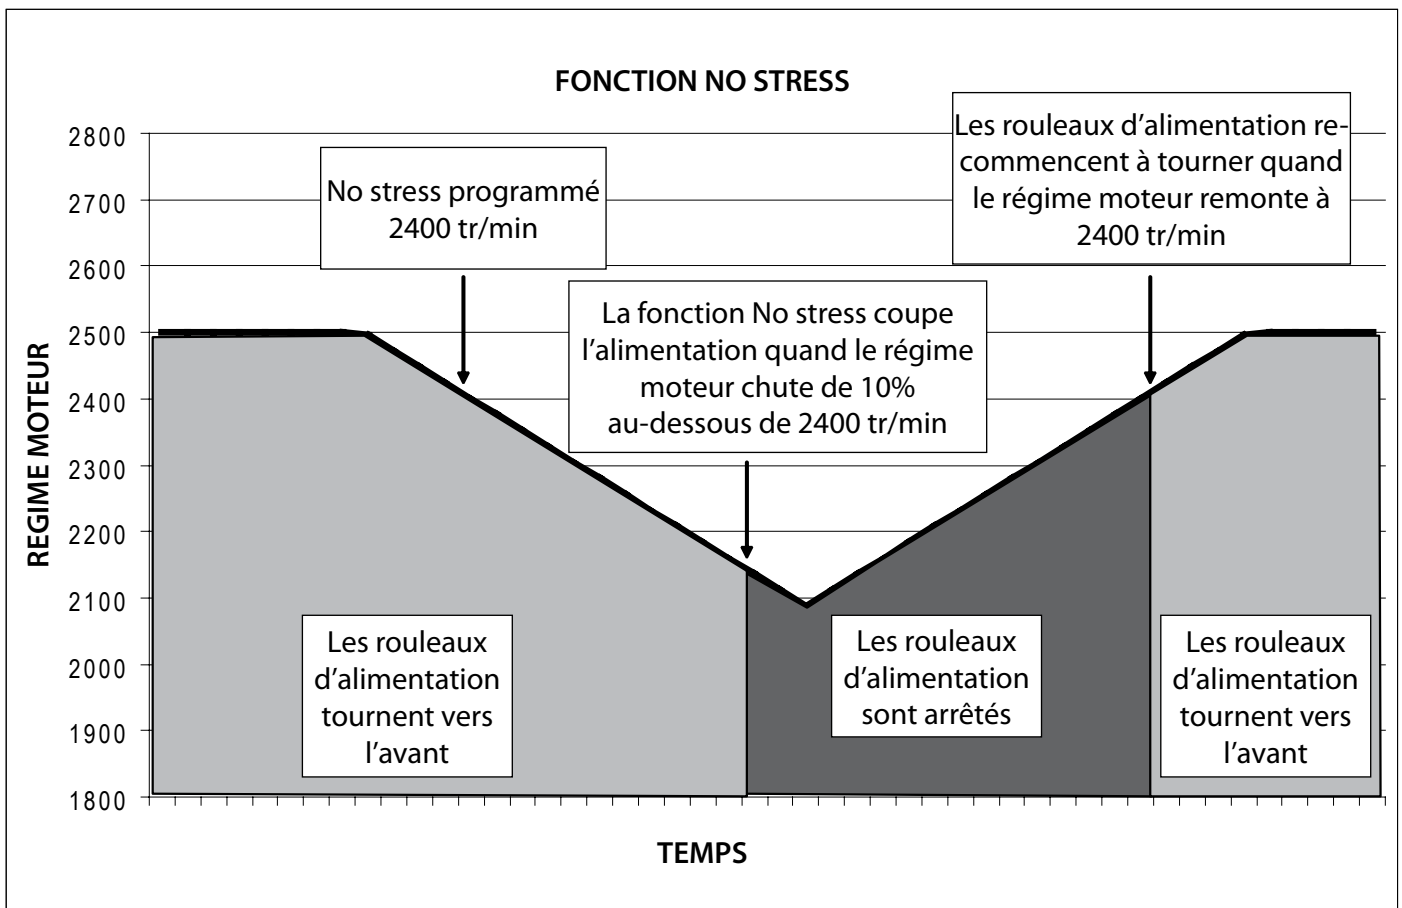 FONCTION NO STRESS
Les rouleaux d'alimentation re-
commencent à tourner quand
le régime moteur remonte à
2400 tr/min
No stress programmé
2400 tr/min
La fonction No stress coupe
l'alimentation quand le régime
moteur chute de 10%
au-dessous de 2400 tr/min
REGIME MOTEUR
2800
2700
2600
2500
2400
2300
2200
2100
2000
1900
1800
Les rouleaux
d'alimentation
tournent vers
l'avant
Les rouleaux
d'alimentation
sont arrêtés
Les rouleaux
d'alimentation
tournent vers
l'avant
TEMPS